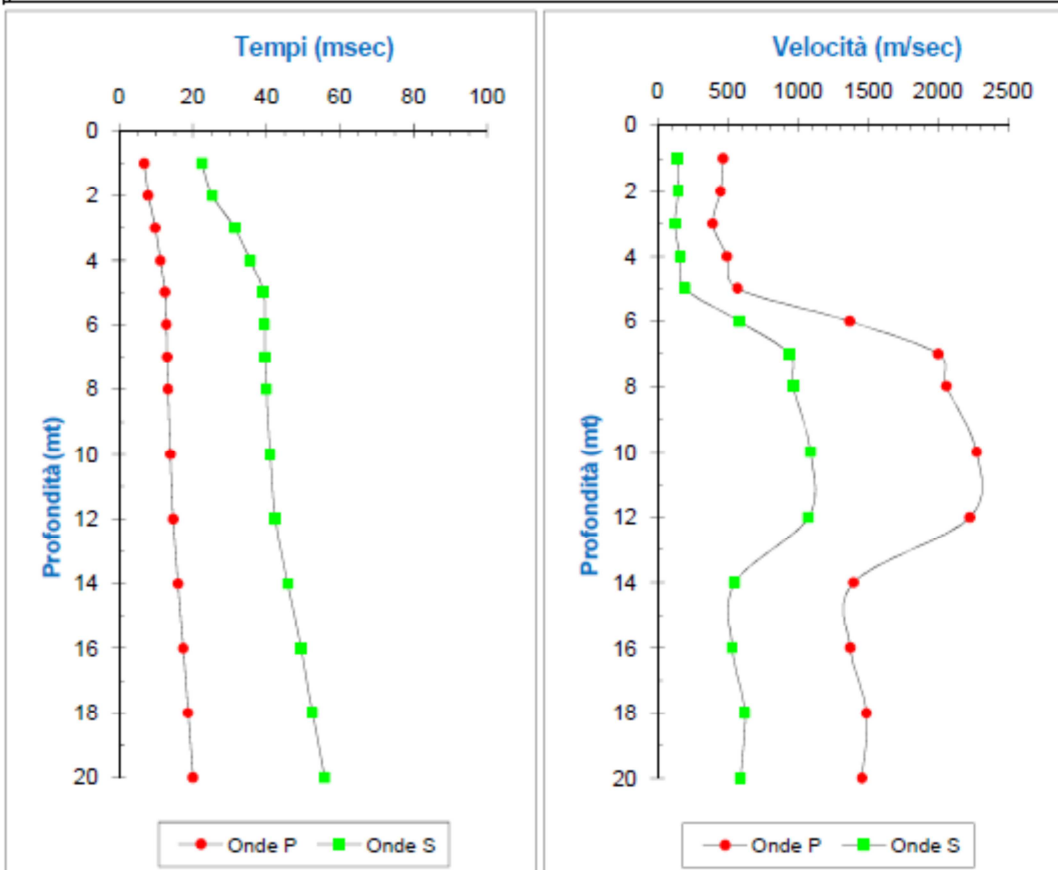 Tempi (msec)
0 20 40 60 80 100
0
2
4
6
8
10
12
14
16
18
20
Profondità (mt)
Onde P Onde S
Velocità (m/sec)
0 500 1000 1500 2000 2500
0
2
4
6
8
10
12
14
16
18
20
Profondità (mt)
Onde P Onde S